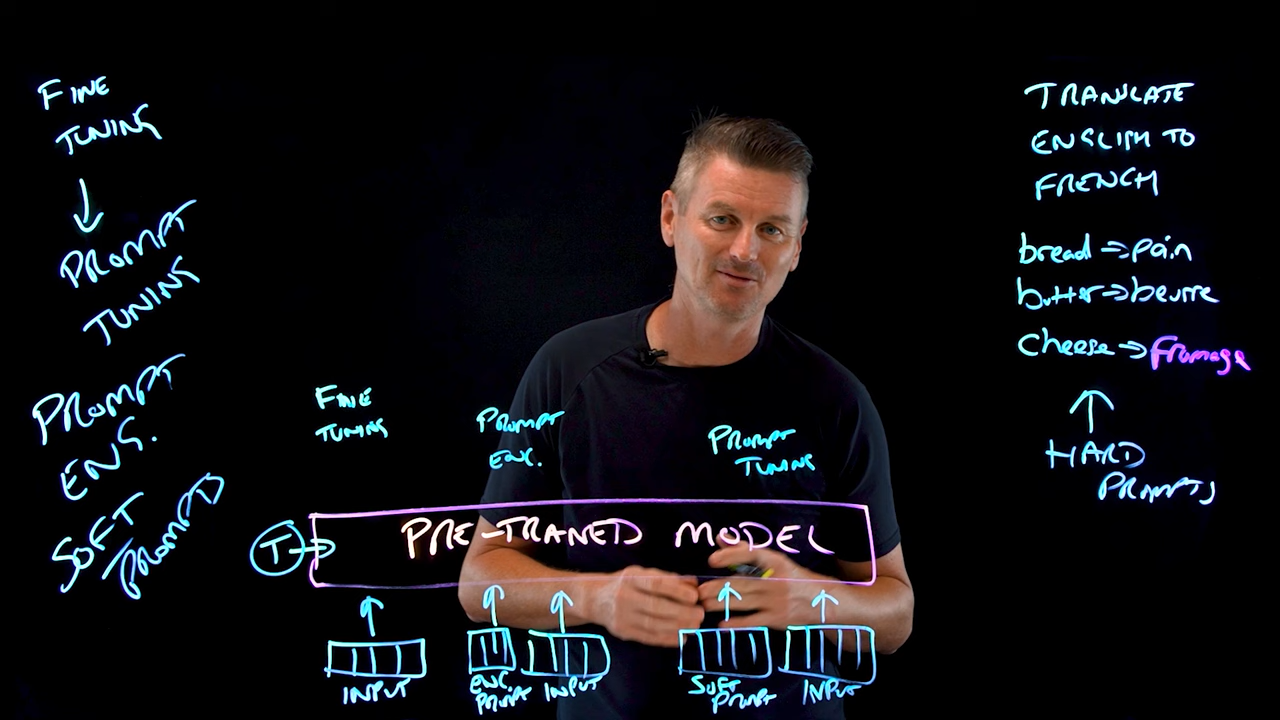 FINE
TUNING
PROMPT
TUNING
PROMPT
ENG.
SOFT
PROMPTS
FINE
TUNING
PROMPT
ENG.
PROMPT
TUNING
T
PRE-TRANED MODEL
INPUT
ENG.
PROMPT
INPUT
SOFT
PROMPT
INPUT
TRANSLATE
ENGLISH TO
FRENCH
bread → pain
butter → beurre
cheese → fromage
HARD
PROMPTS